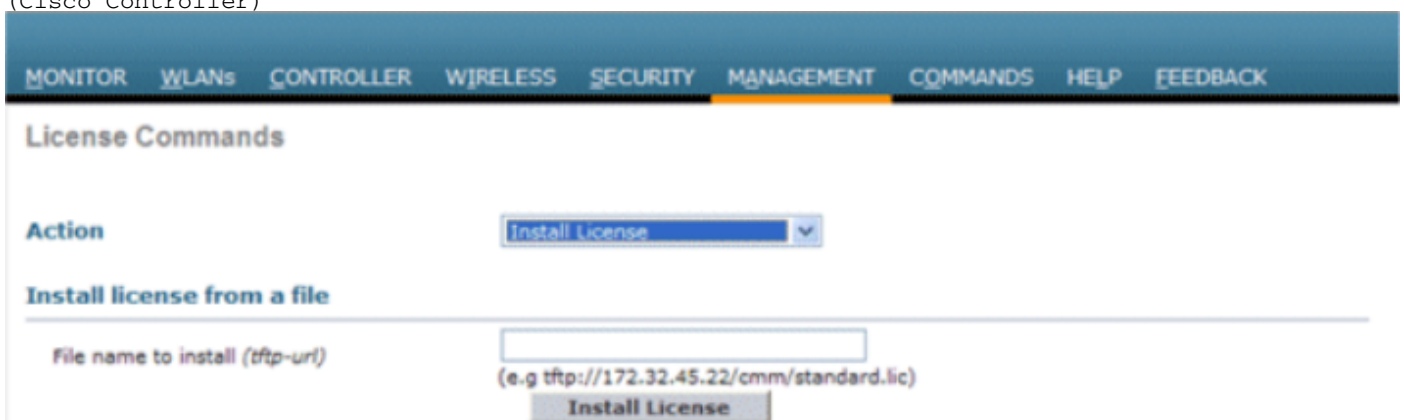 (Cisco Controller)
MONITOR WLANs CONTROLLER WIRELESS SECURITY MANAGEMENT COMMANDS HELP FEEDBACK
License Commands
Action Install License
Install license from a file
File name to install (tftp-url)
(e.g tftp://172.32.45.22/cmm/standard.lic)
Install License